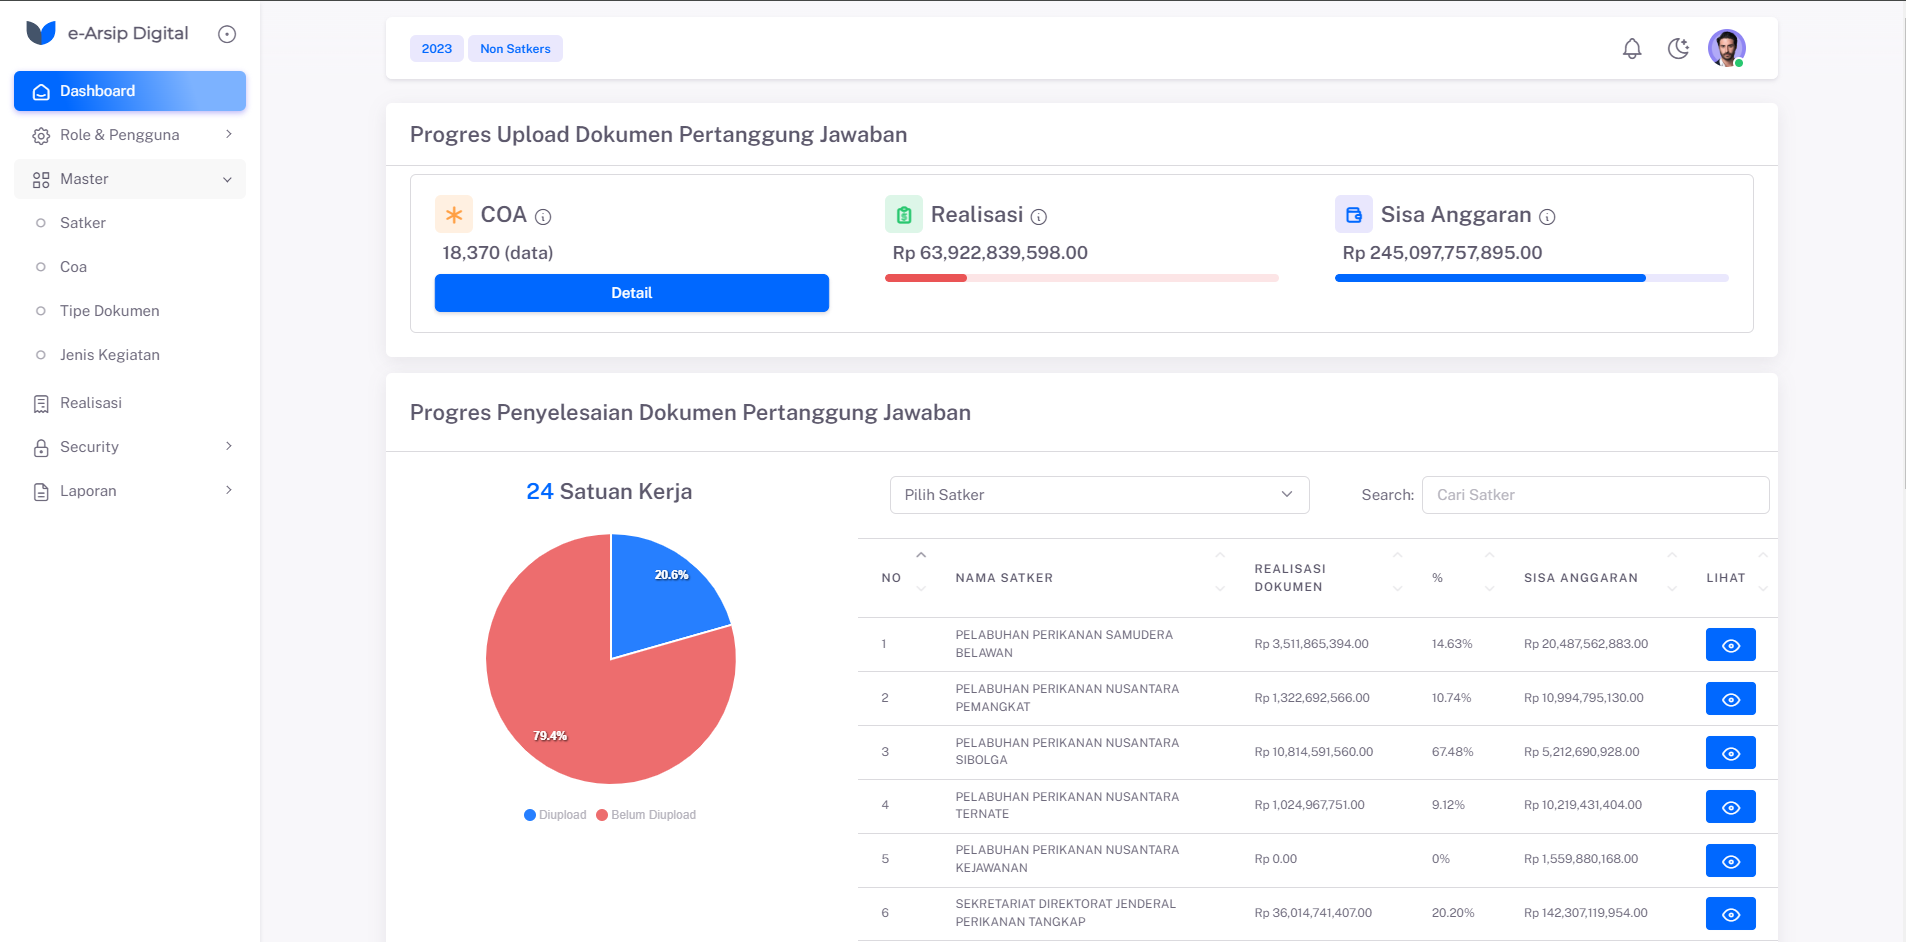 e-Arsip Digital
Dashboard
Role & Pengguna
Master
Satker
Coa
Tipe Dokumen
Jenis Kegiatan
Realisasi
Security
Laporan
2023 Non Satkers
Progres Upload Dokumen Pertanggung Jawaban
COA
18,370 (data)
Detail
Realisasi
Rp 63,922,839,598.00
Sisa Anggaran
Rp 245,097,757,895.00
Progres Penyelesaian Dokumen Pertanggung Jawaban
24 Satuan Kerja
20.6%
79.4%
Diupload Belum Diupload
Pilih Satker
Search: Cari Satker
NO NAMA SATKER REALISASI DOKUMEN % SISA ANGGARAN LIHAT
1 PELABUHAN PERIKANAN SAMUDERA BELAWAN Rp 3,511,865,394.00 14.63% Rp 20,487,562,883.00
2 PELABUHAN PERIKANAN NUSANTARA PEMANGKAT Rp 1,322,692,566.00 10.74% Rp 10,994,795,130.00
3 PELABUHAN PERIKANAN NUSANTARA SIBOLGA Rp 10,814,591,560.00 67.48% Rp 5,212,690,928.00
4 PELABUHAN PERIKANAN NUSANTARA TERNATE Rp 1,024,967,751.00 9.12% Rp 10,219,431,404.00
5 PELABUHAN PERIKANAN NUSANTARA KEJAWANAN Rp 0.00 0% Rp 1,559,880,168.00
6 SEKRETARIAT DIREKTORAT JENDERAL PERIKANAN TANGKAP Rp 36,014,741,407.00 20.20% Rp 142,307,119,954.00